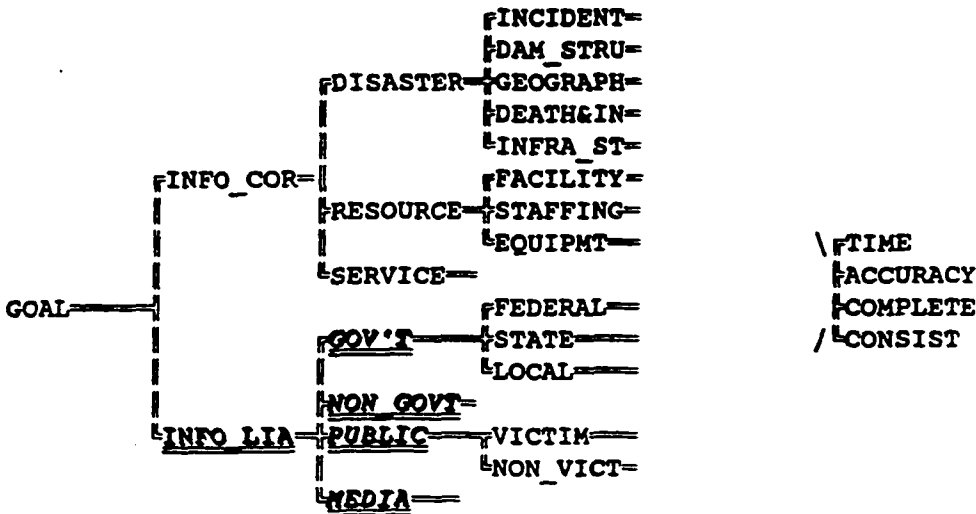 INCIDENT
DAM_STRU
DISASTER GEOGRAPH
DEATH&IN
INFRA_ST
INFO_COR FACILITY
RESOURCE STAFFING
EQUIPMT \ TIME
SERVICE ACCURACY
GOAL FEDERAL COMPLETE
GOV'T STATE / CONSIST
LOCAL
NON_GOVT
INFO_LIA PUBLIC VICTIM
NON_VICT
MEDIA